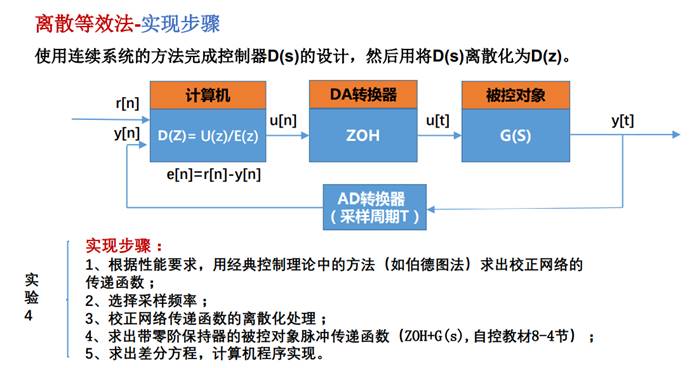 离散等效法-实现步骤
使用连续系统的方法完成控制器D(s)的设计，然后用将D(s)离散化为D(z)。
计算机
DA转换器
被控对象
r[n]
y[n]
D(Z)= U(z)/E(z)
u[n]
ZOH
u[t]
G(S)
y[t]
e[n]=r[n]-y[n]
AD转换器
（采样周期T）
实验4
实现步骤：
1、根据性能要求，用经典控制理论中的方法（如伯德图法）求出校正网络的
传递函数；
2、选择采样频率；
3、校正网络传递函数的离散化处理；
4、求出带零阶保持器的被控对象脉冲传递函数（ZOH+G(s),自控教材8-4节）；
5、求出差分方程，计算机程序实现。